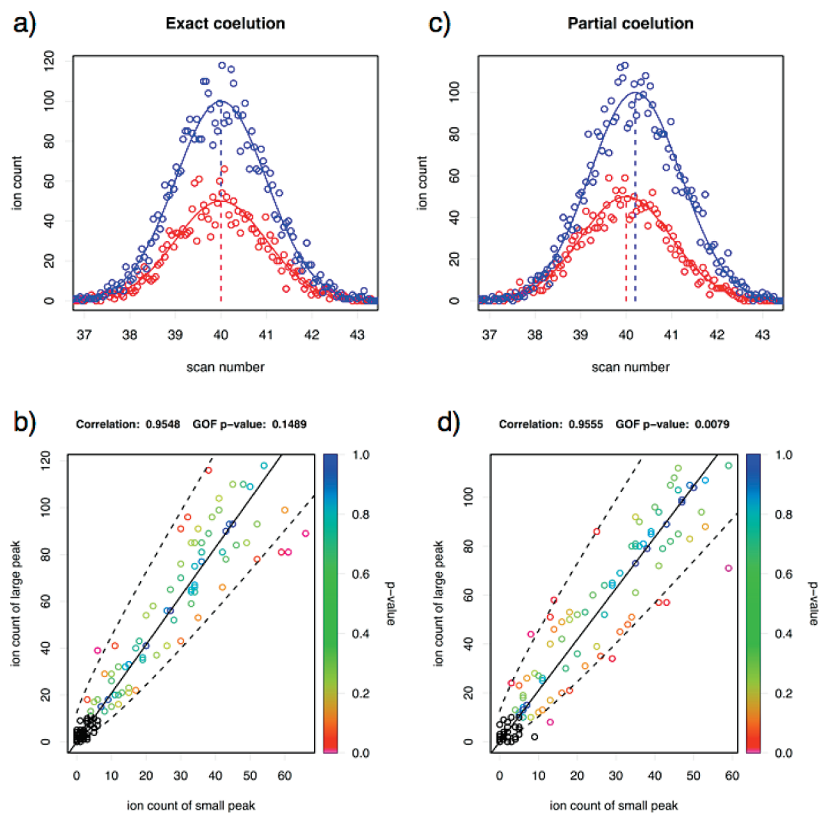 a) Exact coelution
ion count
0 20 40 60 80 100 120
37 38 39 40 41 42 43
scan number
c) Partial coelution
ion count
0 20 40 60 80 100
37 38 39 40 41 42 43
scan number
b) Correlation: 0.9548 GOF p-value: 0.1489
ion count of large peak
0 20 40 60 80 100 120
0 10 20 30 40 50 60
ion count of small peak
1.0
0.8
0.6
0.4
0.2
0.0
p-value
d) Correlation: 0.9555 GOF p-value: 0.0079
ion count of large peak
0 20 40 60 80 100
0 10 20 30 40 50 60
ion count of small peak
1.0
0.8
0.6
0.4
0.2
0.0
p-value